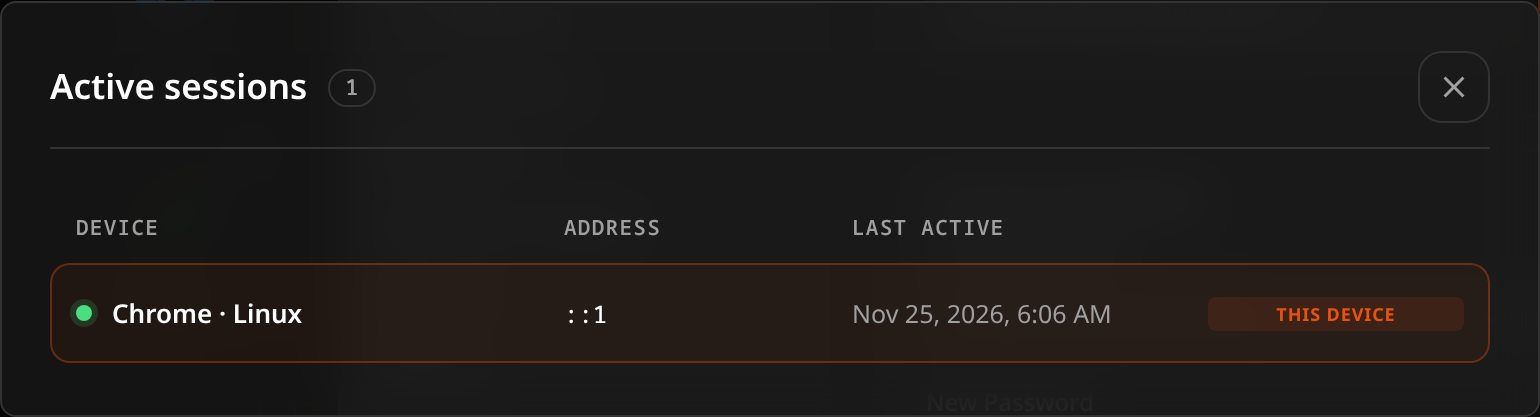 Active sessions 1
DEVICE ADDRESS LAST ACTIVE
Chrome · Linux ::1 Nov 25, 2026, 6:06 AM THIS DEVICE
New Password